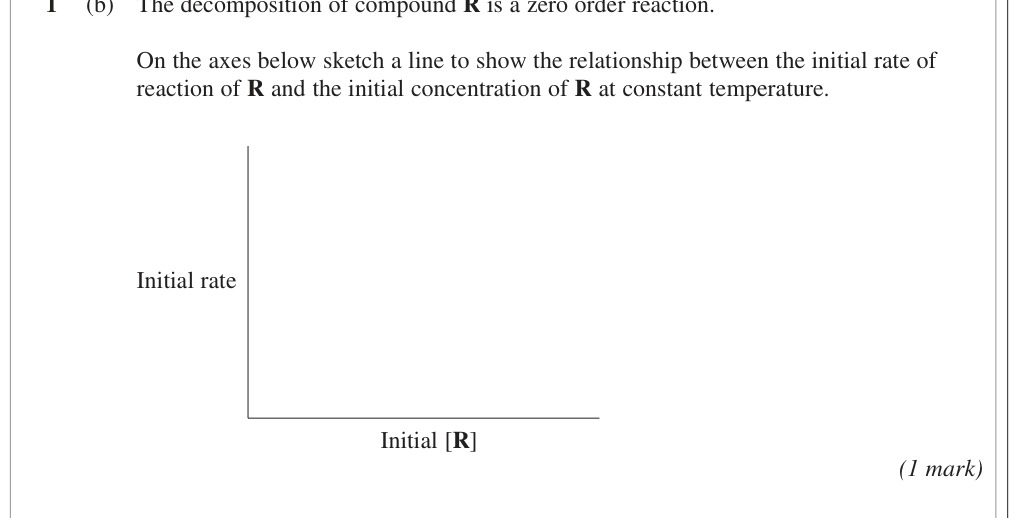 1 (b) The decomposition of compound R is a zero order reaction.
On the axes below sketch a line to show the relationship between the initial rate of
reaction of R and the initial concentration of R at constant temperature.
Initial rate
Initial [R]
(1 mark)